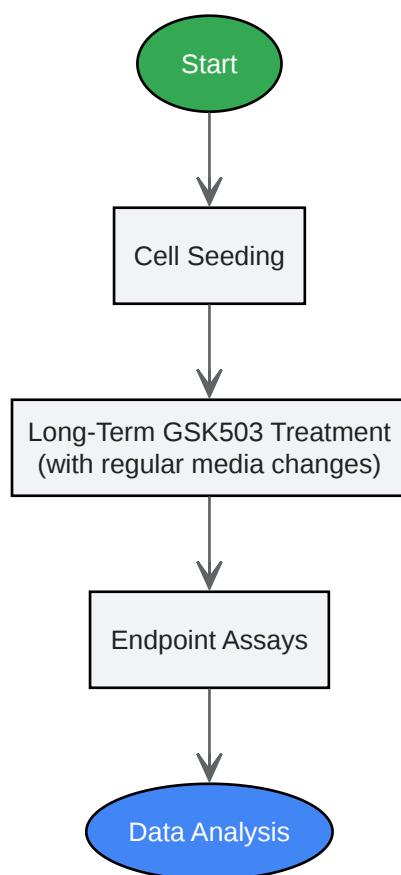 Start
Cell Seeding
Long-Term GSK503 Treatment
(with regular media changes)
Endpoint Assays
Data Analysis